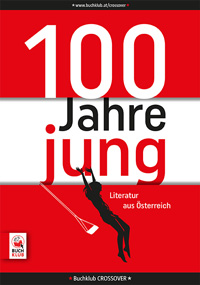 ★ www.buchklub.at/crossover ★
100
Jahre
jung
Literatur
aus Österreich
BUCH
KLUB
★ Buchklub CROSSOVER ★